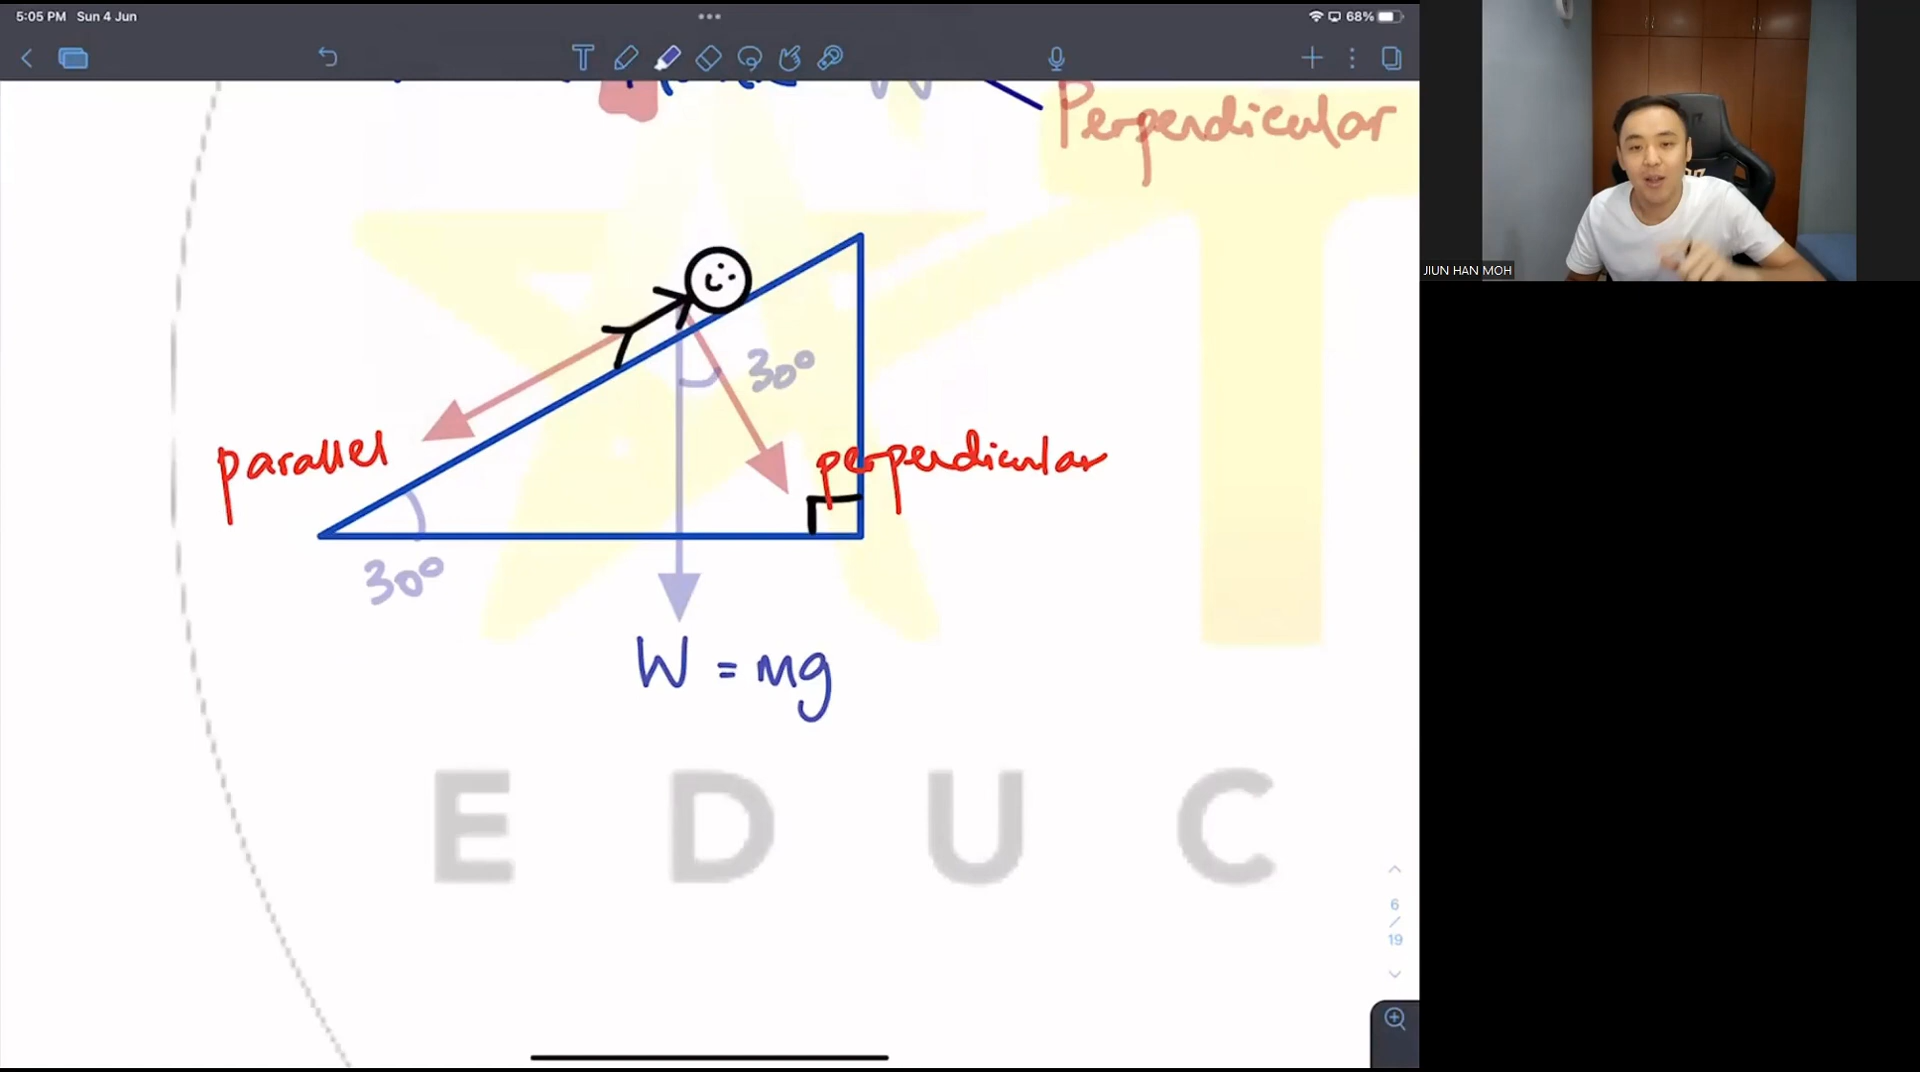 5:05 PM Sun 4 Jun
68%
Perpendicular
30°
parallel
perpendicular
30°
W = mg
E D U C
6
/
19
JIUN HAN MOH